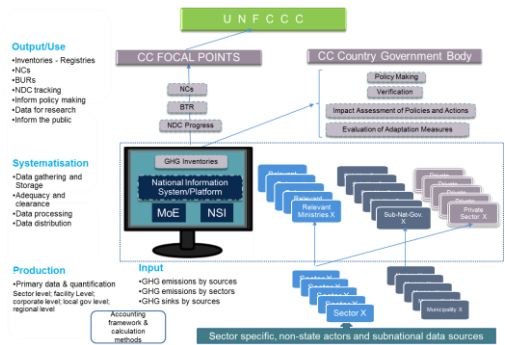 U N F C C C
CC FOCAL POINTS
CC Country Government Body
Output/Use
•Inventories - Registries
•NCs
•BURs
•NDC tracking
•Inform policy making
•Data for research
•Inform the public
NCs
BTR
NDC Progress
Policy Making
Verification
Impact Assessment of Policies and Actions
Evaluation of Adaptation Measures
Systematisation
•Data gathering and
Storage
•Adequacy and
clearance
•Data processing
•Data distribution
GHG Inventories
National Information
System/Platform
MoE
NSI
Relevant
Relevant
Ministries X
Sub-Nat-Gov.
X
Private
Private
Private
Sector X
Production
•Primary data & quantification
Sector level; facility Level;
corporate level; local gov level;
regional level
Accounting
framework &
calculation
methods
Input
•GHG emissions by sources
•GHG emissions by sectors
•GHG sinks by sources
Sector X
Sector X
Sector X
Municipality X
Sector specific, non-state actors and subnational data sources